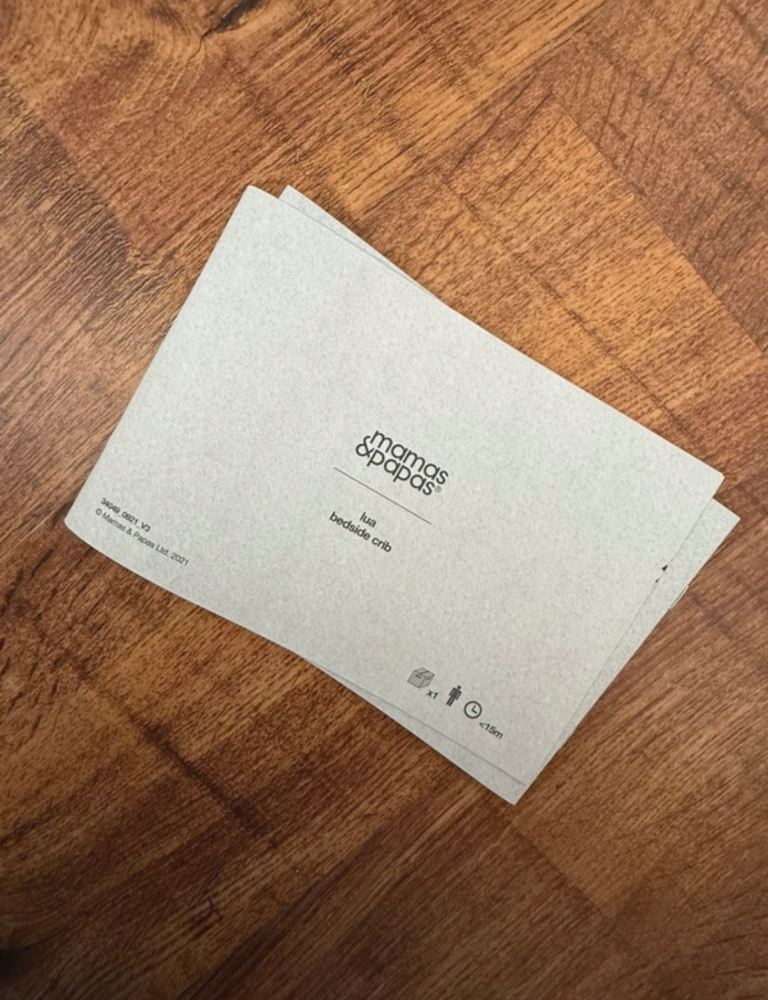 mamas
&papas®
lua
bedside crib
34049_0921_V3
© Mamas & Papas Ltd. 2021
x1
<15m